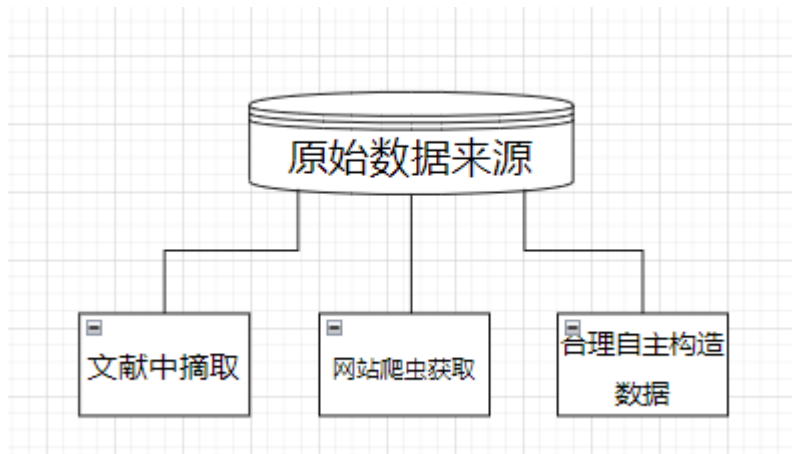 原始数据来源
文献中摘取
网站爬虫获取
合理自主构造
数据